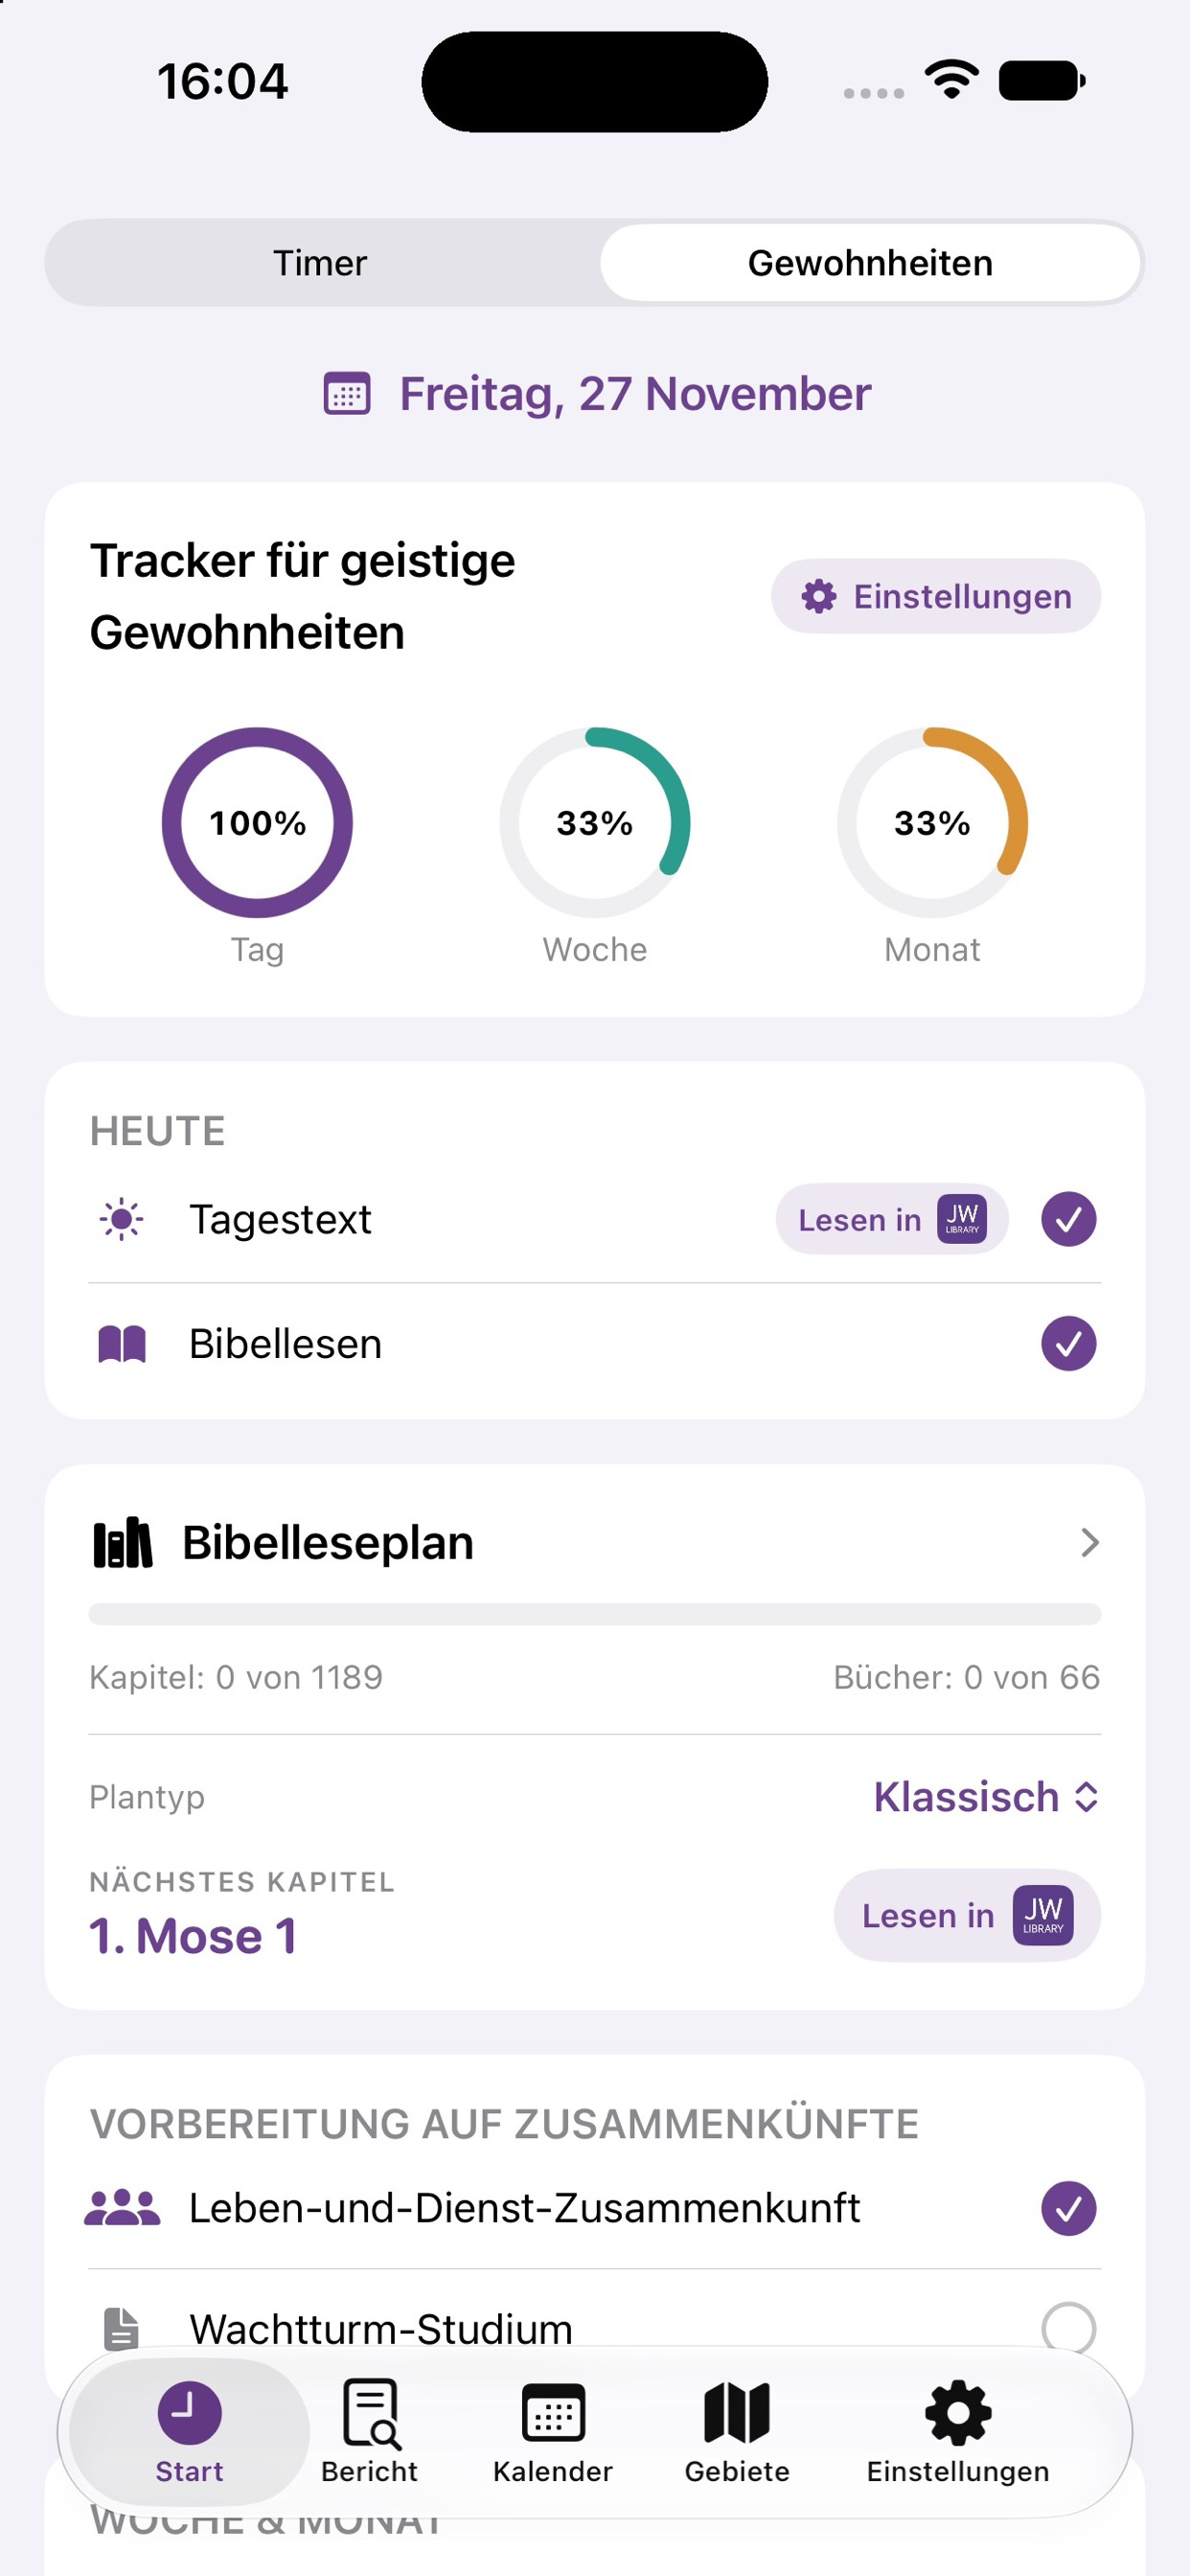 16:04
Timer
Gewohnheiten
Freitag, 27 November
Tracker für geistige
Gewohnheiten
Einstellungen
100%
33%
33%
Tag
Woche
Monat
HEUTE
Tagestext
Lesen in
JW
LIBRARY
Bibellesen
Bibelleseplan
Kapitel: 0 von 1189
Bücher: 0 von 66
Plantyp
Klassisch
NÄCHSTES KAPITEL
1. Mose 1
Lesen in
JW
LIBRARY
VORBEREITUNG AUF ZUSAMMENKÜNFTE
Leben-und-Dienst-Zusammenkunft
Wachtturm-Studium
Start
Bericht
Kalender
Gebiete
Einstellungen
WOCHE & MONAT